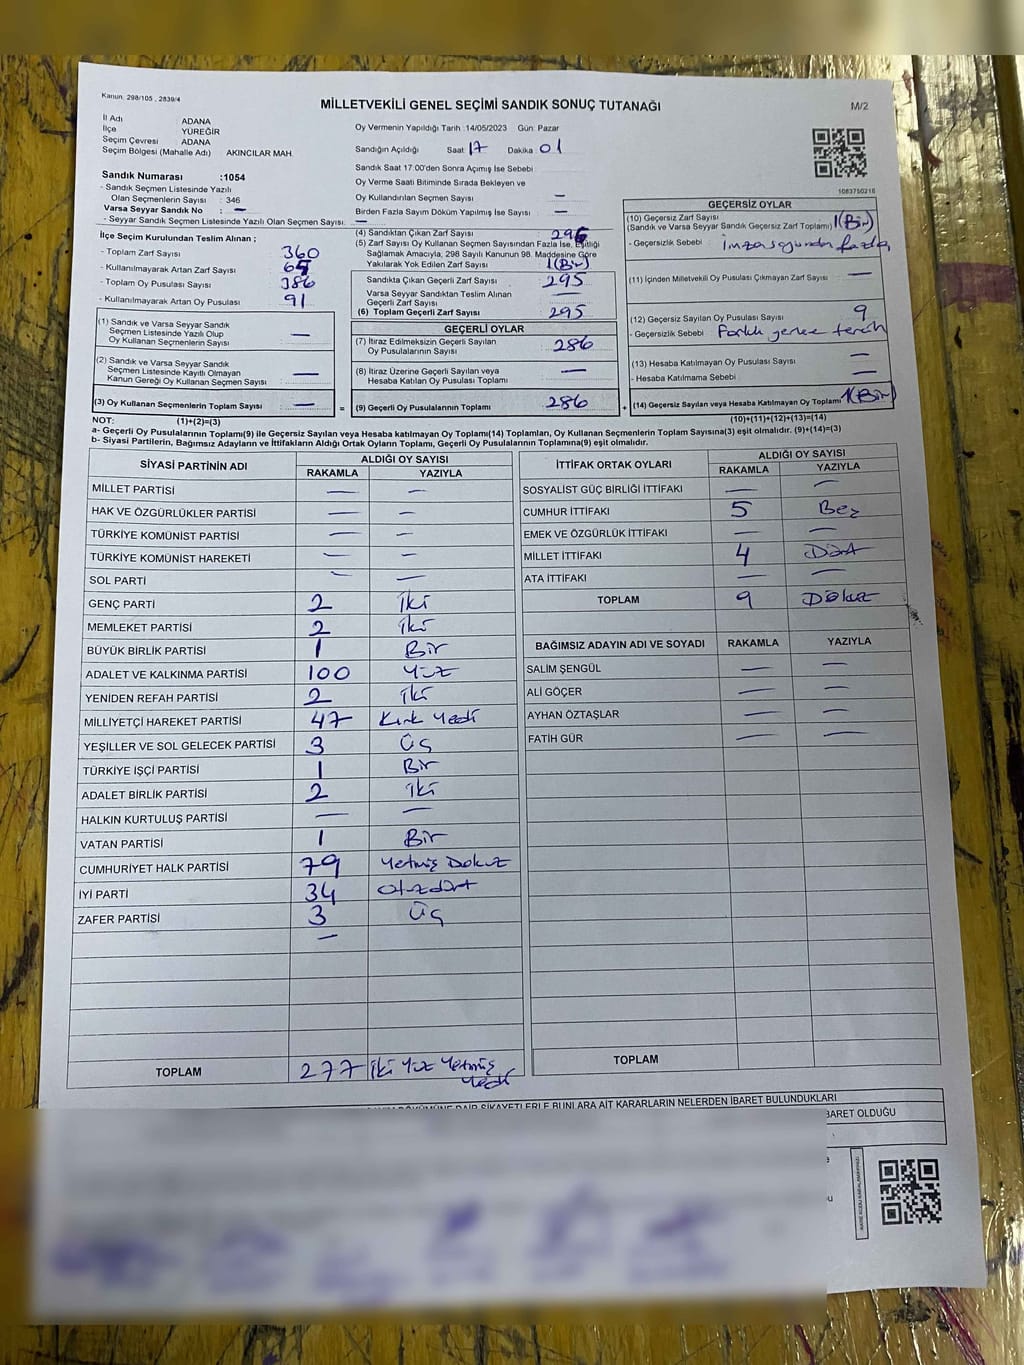 Kanun: 298/105 , 2839/4
MİLLETVEKİLİ GENEL SEÇİMİ SANDIK SONUÇ TUTANAĞI
M/2
İl Adı : ADANA
İlçe : YÜREĞİR
Seçim Çevresi : ADANA
Seçim Bölgesi (Mahalle Adı) : AKINCILAR MAH.
Oy Vermenin Yapıldığı Tarih :14/05/2023 Gün: Pazar
Sandığın Açıldığı Saat 17 Dakika 01
Sandık Saat 17:00'den Sonra Açılmış İse Sebebi
Oy Verme Saati Bitiminde Sırada Bekleyen ve
Oy Kullandırılan Seçmen Sayısı : —
Birden Fazla Sayım Döküm Yapılmış İse Sayısı : —
1083750216
Sandık Numarası :1054
- Sandık Seçmen Listesinde Yazılı
Olan Seçmenlerin Sayısı : 346
Varsa Seyyar Sandık No : —
- Seyyar Sandık Seçmen Listesinde Yazılı Olan Seçmen Sayısı: —
İlçe Seçim Kurulundan Teslim Alınan ;
- Toplam Zarf Sayısı : 360
- Kullanılmayarak Artan Zarf Sayısı :
- Toplam Oy Pusulası Sayısı : 386
- Kullanılmayarak Artan Oy Pusulası : 91
(1) Sandık ve Varsa Seyyar Sandık
Seçmen Listesinde Yazılı Olup
Oy Kullanan Seçmenlerin Sayısı : —
(2) Sandık ve Varsa Seyyar Sandık
Seçmen Listesinde Kayıtlı Olmayan
Kanun Gereği Oy Kullanan Seçmen Sayısı : —
(3) Oy Kullanan Seçmenlerin Toplam Sayısı : —
(1)+(2)=(3)
(4) Sandıktan Çıkan Zarf Sayısı : 296
(5) Zarf Sayısı Oy Kullanan Seçmen Sayısından Fazla İse, Eşitliği
Sağlamak Amacıyla, 298 Sayılı Kanunun 98. Maddesine Göre
Yakılarak Yok Edilen Zarf Sayısı : 1(Bir)
Sandıkta Çıkan Geçerli Zarf Sayısı : 295
Varsa Seyyar Sandıktan Teslim Alınan
Geçerli Zarf Sayısı : —
(6) Toplam Geçerli Zarf Sayısı : 295
GEÇERLİ OYLAR
(7) İtiraz Edilmeksizin Geçerli Sayılan
Oy Pusulalarının Sayısı : 286
(8) İtiraz Üzerine Geçerli Sayılan veya
Hesaba Katılan Oy Pusulası Toplamı : —
= (9) Geçerli Oy Pusulalarının Toplamı : 286
GEÇERSİZ OYLAR
(10) Geçersiz Zarf Sayısı : 1(Bir)
(Sandık ve Varsa Seyyar Sandık Geçersiz Zarf Toplamı)
- Geçersizlik Sebebi : imza sayından fazla
(11) İçinden Milletvekili Oy Pusulası Çıkmayan Zarf Sayısı : —
(12) Geçersiz Sayılan Oy Pusulası Sayısı : 9
- Geçersizlik Sebebi : Farklı yerlere tercih
(13) Hesaba Katılmayan Oy Pusulası Sayısı : —
- Hesaba Katılmama Sebebi : —
+ (14) Geçersiz Sayılan veya Hesaba Katılmayan Oy Toplamı : 1(Bir)
(10)+(11)+(12)+(13)=(14)
NOT:
a- Geçerli Oy Pusulalarının Toplamı(9) ile Geçersiz Sayılan veya Hesaba katılmayan Oy Toplamı(14) Toplamları, Oy Kullanan Seçmenlerin Toplam Sayısına(3) eşit olmalıdır. (9)+(14)=(3)
b- Siyasi Partilerin, Bağımsız Adayların ve İttifakların Aldığı Ortak Oyların Toplamı, Geçerli Oy Pusulalarının Toplamına(9) eşit olmalıdır.
SİYASİ PARTİNİN ADI ALDIĞI OY SAYISI
RAKAMLA YAZIYLA
MİLLET PARTİSİ — —
HAK VE ÖZGÜRLÜKLER PARTİSİ — —
TÜRKİYE KOMÜNİST PARTİSİ — —
TÜRKİYE KOMÜNİST HAREKETİ — —
SOL PARTİ — —
GENÇ PARTİ 2 iki
MEMLEKET PARTİSİ 2 iki
BÜYÜK BİRLİK PARTİSİ 1 Bir
ADALET VE KALKINMA PARTİSİ 100 Yüz
YENİDEN REFAH PARTİSİ 2 iki
MİLLİYETÇİ HAREKET PARTİSİ 47 Kırk Yedi
YEŞİLLER VE SOL GELECEK PARTİSİ 3 Üç
TÜRKİYE İŞÇİ PARTİSİ 1 Bir
ADALET BİRLİK PARTİSİ 2 iki
HALKIN KURTULUŞ PARTİSİ — —
VATAN PARTİSİ 1 Bir
CUMHURİYET HALK PARTİSİ 79 Yetmiş Dokuz
İYİ PARTİ 34 Otuzdört
ZAFER PARTİSİ 3 Üç
—
TOPLAM 277 iki Yüz Yetmiş
Yedi
İTTİFAK ORTAK OYLARI ALDIĞI OY SAYISI
RAKAMLA YAZIYLA
SOSYALİST GÜÇ BİRLİĞİ İTTİFAKI — —
CUMHUR İTTİFAKI 5 Beş
EMEK VE ÖZGÜRLÜK İTTİFAKI — —
MİLLET İTTİFAKI 4 Dört
ATA İTTİFAKI — —
TOPLAM 9 Dokuz
BAĞIMSIZ ADAYIN ADI VE SOYADI RAKAMLA YAZIYLA
SALİM ŞENGÜL — —
ALİ GÖÇER — —
AYHAN ÖZTAŞLAR — —
FATİH GÜR — —
TOPLAM
DÖKÜMÜNE DAİR ŞİKAYETLERLE BUNLARA AİT KARARLARIN NELERDEN İBARET BULUNDUKLARI
BARET OLDUĞU